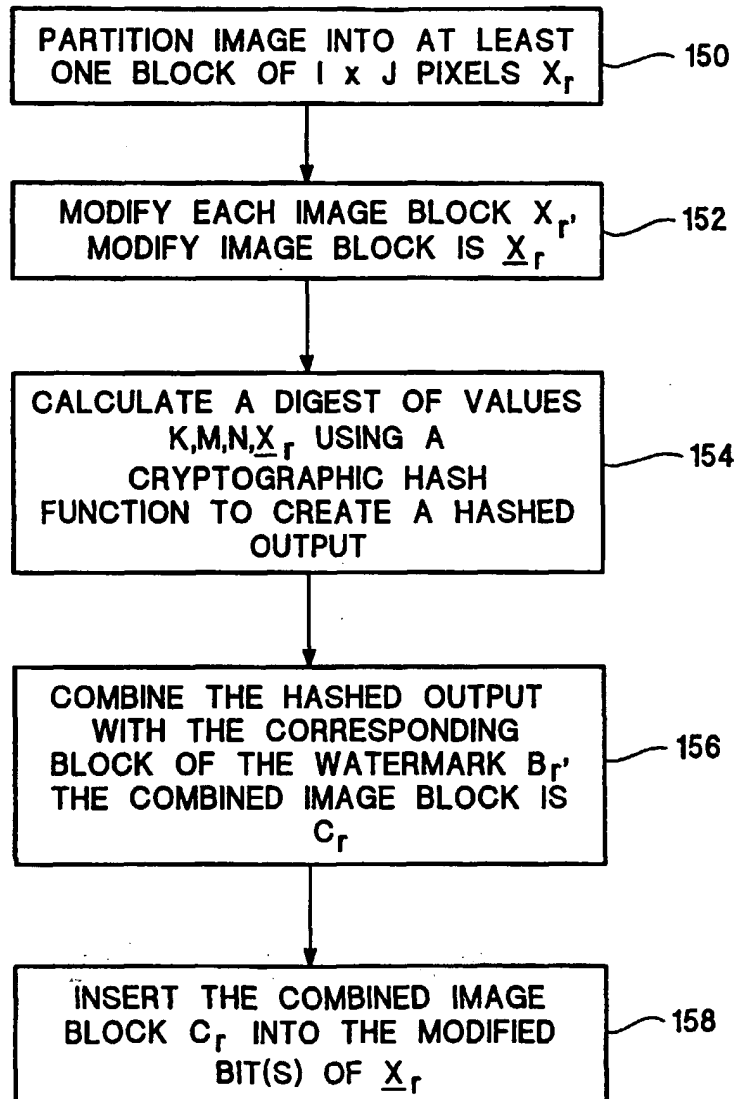 PARTITION IMAGE INTO AT LEAST
ONE BLOCK OF I x J PIXELS Xr
150
MODIFY EACH IMAGE BLOCK Xr,
MODIFY IMAGE BLOCK IS Xr
152
CALCULATE A DIGEST OF VALUES
K,M,N,Xr USING A
CRYPTOGRAPHIC HASH
FUNCTION TO CREATE A HASHED
OUTPUT
154
COMBINE THE HASHED OUTPUT
WITH THE CORRESPONDING
BLOCK OF THE WATERMARK Br,
THE COMBINED IMAGE BLOCK IS
Cr
156
INSERT THE COMBINED IMAGE
BLOCK Cr INTO THE MODIFIED
BIT(S) OF Xr
158